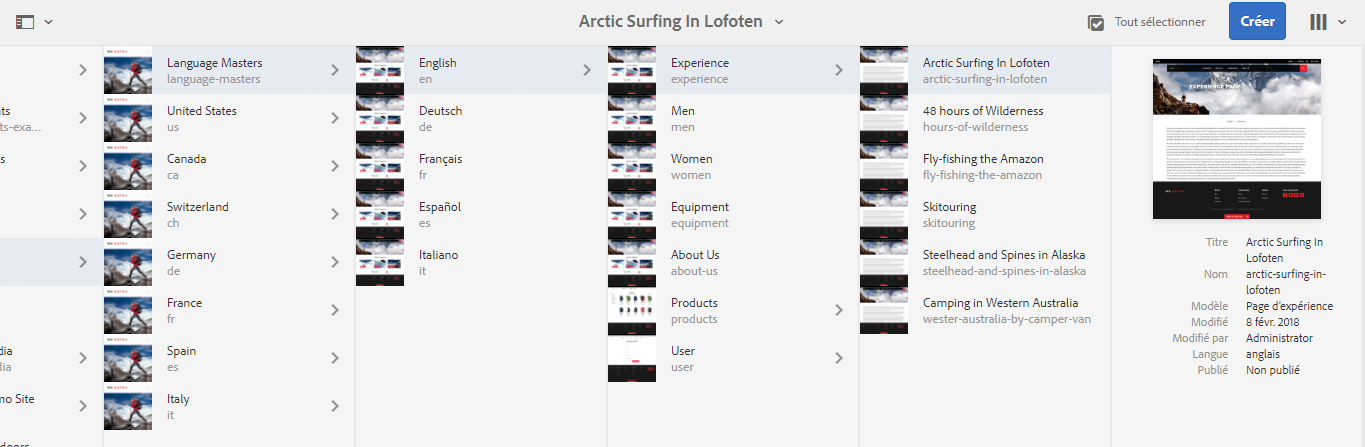 Arctic Surfing In Lofoten
Tout sélectionner
Créer
ts
ts-exa...
s
dia
dia
mo Site
doors
Language Masters
language-masters
United States
us
Canada
ca
Switzerland
ch
Germany
de
France
fr
Spain
es
Italy
it
English
en
Deutsch
de
Français
fr
Español
es
Italiano
it
Experience
experience
Men
men
Women
women
Equipment
equipment
About Us
about-us
Products
products
User
user
Arctic Surfing In Lofoten
arctic-surfing-in-lofoten
48 hours of Wilderness
hours-of-wilderness
Fly-fishing the Amazon
fly-fishing-the-amazon
Skitouring
skitouring
Steelhead and Spines in Alaska
steelhead-and-spines-in-alaska
Camping in Western Australia
wester-australia-by-camper-van
EXPERIENCE PAGE
Titre Arctic Surfing In
Lofoten
Nom arctic-surfing-in-
lofoten
Modèle Page d'expérience
Modifié 8 févr. 2018
Modifié par Administrator
Langue anglais
Publié Non publié